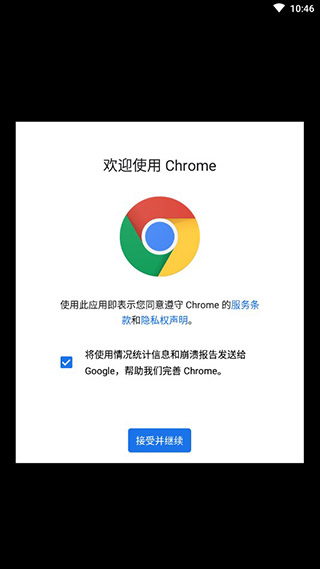 10:46
欢迎使用 Chrome
使用此应用即表示您同意遵守 Chrome 的服务条
款和隐私权声明。
将使用情况统计信息和崩溃报告发送给
Google，帮助我们完善 Chrome。
接受并继续